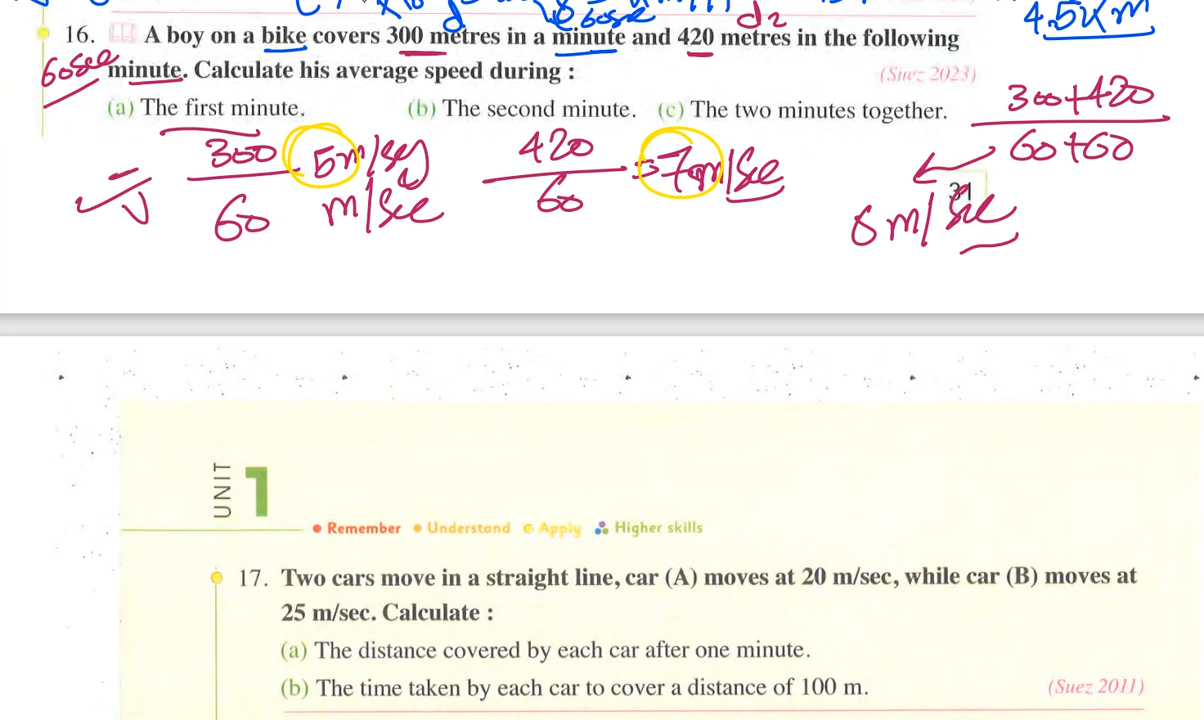 d
60sec
d2
4.5Km
16. A boy on a bike covers 300 metres in a minute and 420 metres in the following
60sec
minute. Calculate his average speed during :
(Suez 2023)
(a) The first minute. (b) The second minute. (c) The two minutes together.
300+420
60+60
300
60
5m/sec
m/sec
420
60
=7m/sec
31
6m/sec
UNIT 1
Remember Understand Apply Higher skills
17. Two cars move in a straight line, car (A) moves at 20 m/sec, while car (B) moves at
25 m/sec. Calculate :
(a) The distance covered by each car after one minute.
(b) The time taken by each car to cover a distance of 100 m. (Suez 2011)